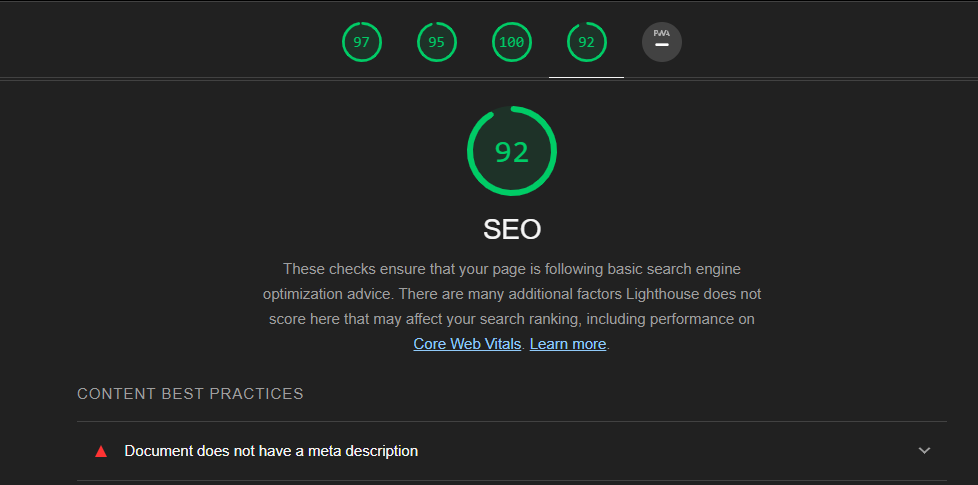 97
95
100
92
PWA
92
SEO
These checks ensure that your page is following basic search engine
optimization advice. There are many additional factors Lighthouse does not
score here that may affect your search ranking, including performance on
Core Web Vitals. Learn more.
CONTENT BEST PRACTICES
Document does not have a meta description